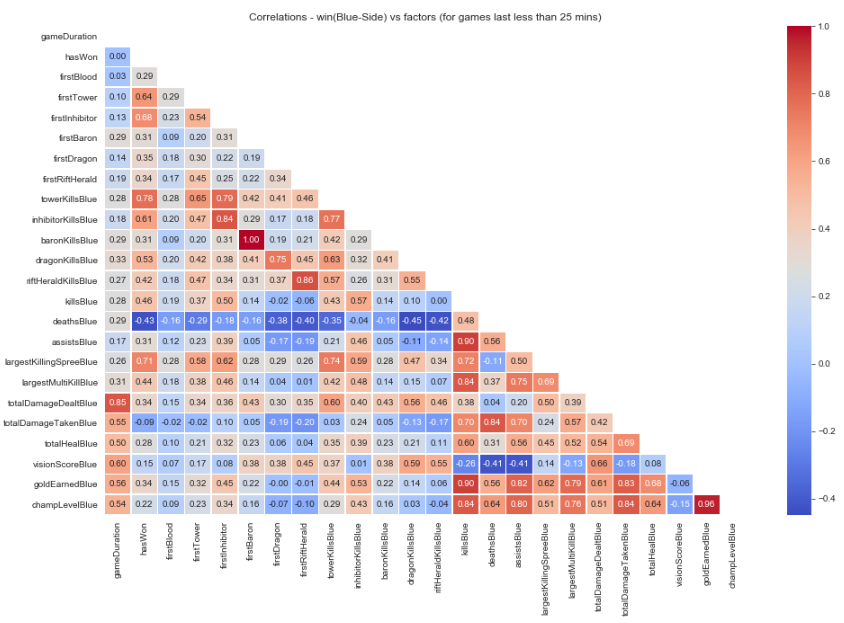 Correlations - win(Blue-Side) vs factors (for games last less than 25 mins)
gameDuration
hasWon 0.00
firstBlood 0.03 0.29
firstTower 0.10 0.64 0.29
firstInhibitor 0.13 0.68 0.23 0.54
firstBaron 0.29 0.31 0.09 0.20 0.31
firstDragon 0.14 0.35 0.18 0.30 0.22 0.19
firstRiftHerald 0.19 0.34 0.17 0.45 0.25 0.22 0.34
towerKillsBlue 0.28 0.78 0.28 0.65 0.79 0.42 0.41 0.46
inhibitorKillsBlue 0.18 0.61 0.20 0.47 0.84 0.29 0.17 0.18 0.77
baronKillsBlue 0.29 0.31 0.09 0.20 0.31 1.00 0.19 0.21 0.42 0.29
dragonKillsBlue 0.33 0.53 0.20 0.42 0.38 0.41 0.75 0.45 0.63 0.32 0.41
riftHeraldKillsBlue 0.27 0.42 0.18 0.47 0.34 0.31 0.37 0.86 0.57 0.26 0.31 0.55
killsBlue 0.28 0.46 0.19 0.37 0.50 0.14 -0.02 -0.06 0.43 0.57 0.14 0.10 0.00
deathsBlue 0.29 -0.43 -0.16 -0.29 -0.18 -0.16 -0.38 -0.40 -0.35 -0.04 -0.16 -0.45 -0.42 0.48
assistsBlue 0.17 0.31 0.12 0.23 0.39 0.05 -0.17 -0.19 0.21 0.46 0.05 -0.11 -0.14 0.90 0.56
largestKillingSpreeBlue 0.26 0.71 0.28 0.58 0.62 0.28 0.29 0.26 0.74 0.59 0.28 0.47 0.34 0.72 -0.11 0.50
largestMultiKillBlue 0.31 0.44 0.18 0.38 0.46 0.14 0.04 0.01 0.42 0.48 0.14 0.15 0.07 0.84 0.37 0.75 0.69
totalDamageDealtBlue 0.85 0.34 0.15 0.34 0.36 0.43 0.30 0.35 0.60 0.40 0.43 0.56 0.46 0.38 0.04 0.20 0.50 0.39
totalDamageTakenBlue 0.55 -0.09 -0.02 -0.02 0.10 0.05 -0.19 -0.20 0.03 0.24 0.05 -0.13 -0.17 0.70 0.84 0.70 0.24 0.57 0.42
totalHealBlue 0.50 0.28 0.10 0.21 0.32 0.23 0.06 0.04 0.35 0.39 0.23 0.21 0.11 0.60 0.31 0.56 0.45 0.52 0.54 0.69
visionScoreBlue 0.60 0.15 0.07 0.17 0.08 0.38 0.38 0.45 0.37 0.01 0.38 0.59 0.55 -0.26 -0.41 -0.41 0.14 -0.13 0.66 -0.18 0.08
goldEarnedBlue 0.56 0.34 0.15 0.32 0.45 0.22 -0.00 -0.01 0.44 0.53 0.22 0.14 0.06 0.90 0.56 0.82 0.62 0.79 0.61 0.83 0.68 -0.06
champLevelBlue 0.54 0.22 0.09 0.23 0.34 0.16 -0.07 -0.10 0.29 0.43 0.16 0.03 -0.04 0.84 0.64 0.80 0.51 0.76 0.51 0.84 0.64 -0.15 0.96
gameDuration
hasWon
firstBlood
firstTower
firstInhibitor
firstBaron
firstDragon
firstRiftHerald
towerKillsBlue
inhibitorKillsBlue
baronKillsBlue
dragonKillsBlue
riftHeraldKillsBlue
killsBlue
deathsBlue
assistsBlue
largestKillingSpreeBlue
largestMultiKillBlue
totalDamageDealtBlue
totalDamageTakenBlue
totalHealBlue
visionScoreBlue
goldEarnedBlue
champLevelBlue
1.0
0.8
0.6
0.4
0.2
0.0
-0.2
-0.4